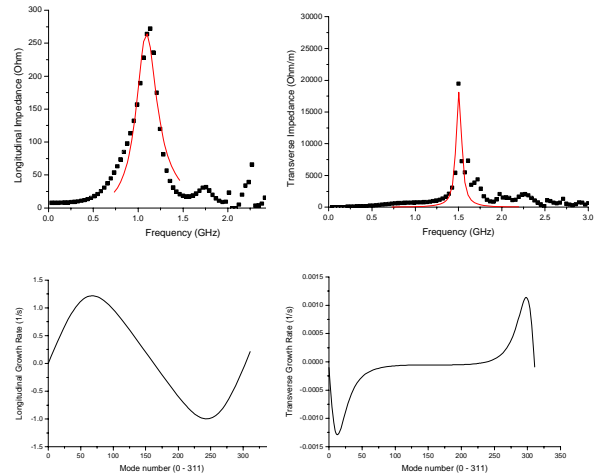 300
250
200
150
100
50
0
Longitudinal Impedance (Ohm)
0.0 0.5 1.0 1.5 2.0
Frequency (GHz)
30000
25000
20000
15000
10000
5000
0
Transverse Impedance (Ohm/m)
0.0 0.5 1.0 1.5 2.0 2.5 3.0
Frequency (GHz)
1.5
1.0
0.5
0.0
-0.5
-1.0
-1.5
Longitudinal Growth Rate (1/s)
0 50 100 150 200 250 300
Mode number (0 - 311)
0.0015
0.0010
0.0005
0.0000
-0.0005
-0.0010
-0.0015
Transverse Growth Rate (1/s)
0 50 100 150 200 250 300 350
Mode number (0 - 311)